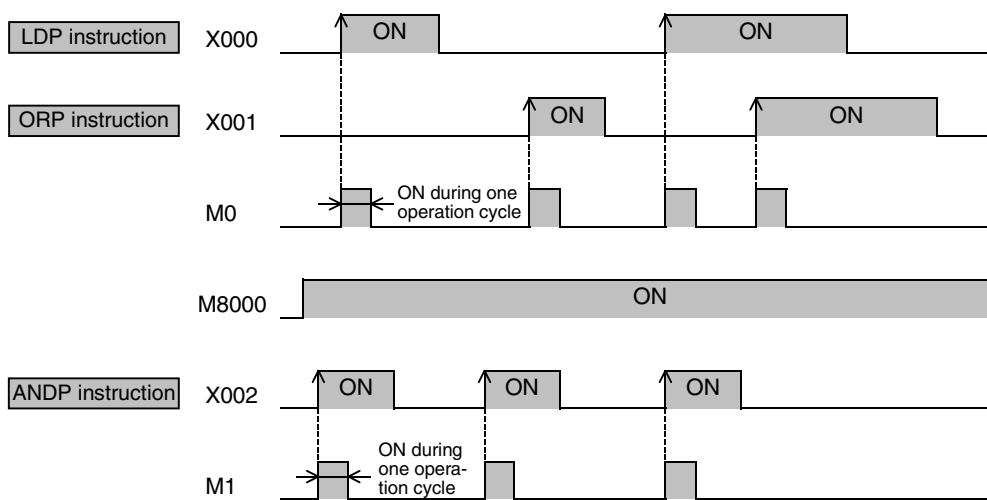 LDP instruction X000 ON ON
ORP instruction X001 ON ON
M0 ON during one
operation cycle
M8000 ON
ANDP instruction X002 ON ON ON
M1 ON during
one opera-
tion cycle